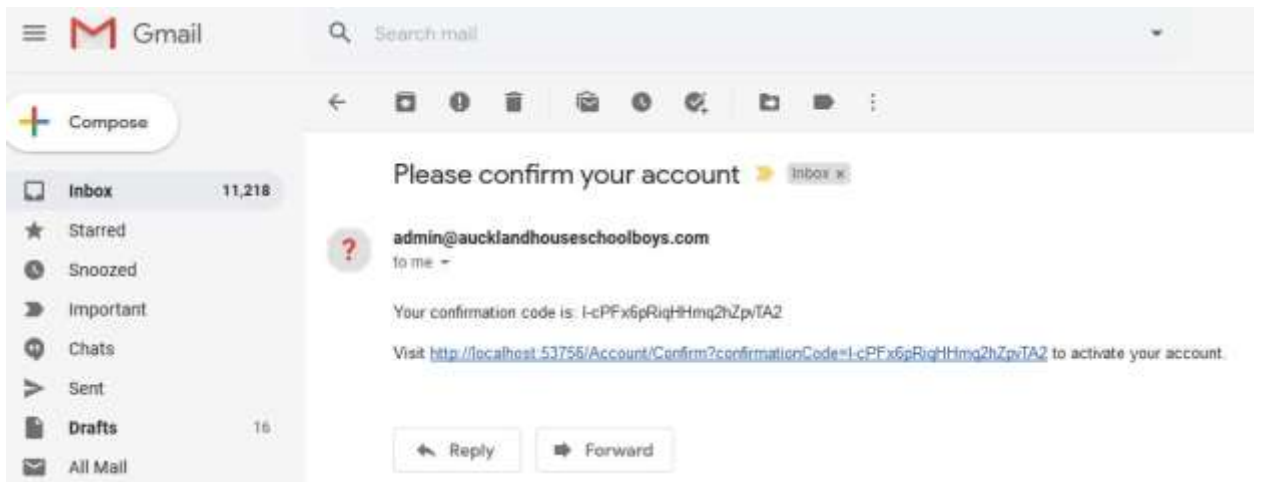 Gmail
Search mail
Compose
Please confirm your account Inbox x
Inbox 11,218
Starred
admin@aucklandhouseschoolboys.com
to me
Snoozed
Your confirmation code is: I-cPFx6pRiqHHmq2hZpvTA2
Important
Visit http://localhost:53756/Account/Confirm?confirmationCode=I-cPFx6pRiqHHmq2hZpvTA2 to activate your account.
Chats
Sent
Drafts 16
Reply Forward
All Mail